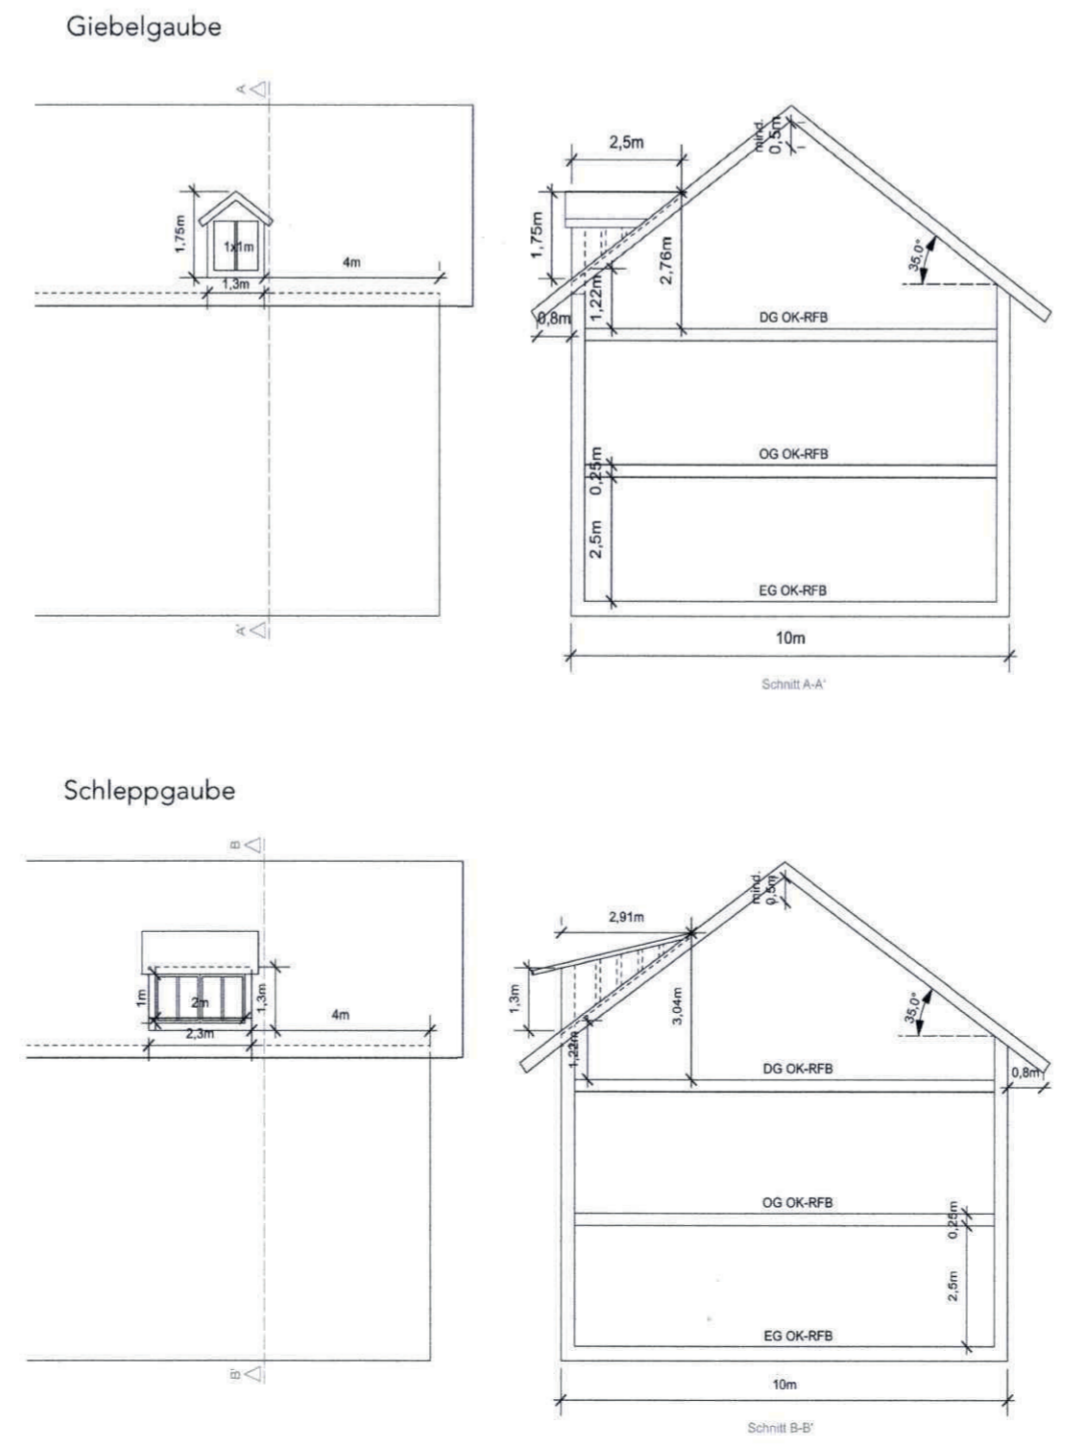 Giebelgaube
A
mind.
0,5m
2,5m
1,75m
1x1m
4m
1,3m
1,75m
2,76m
35,0°
1,22m
0,8m
DG OK-RFB
OG OK-RFB
0,25m
2,5m
EG OK-RFB
A'
10m
Schnitt A-A'
Schleppgaube
B
mind.
0,5m
2,91m
1m
2m
1,3m
4m
2,3m
1,3m
3,04m
35,0°
1,22m
DG OK-RFB
0,8m
OG OK-RFB
0,25m
2,5m
EG OK-RFB
B'
10m
Schnitt B-B'